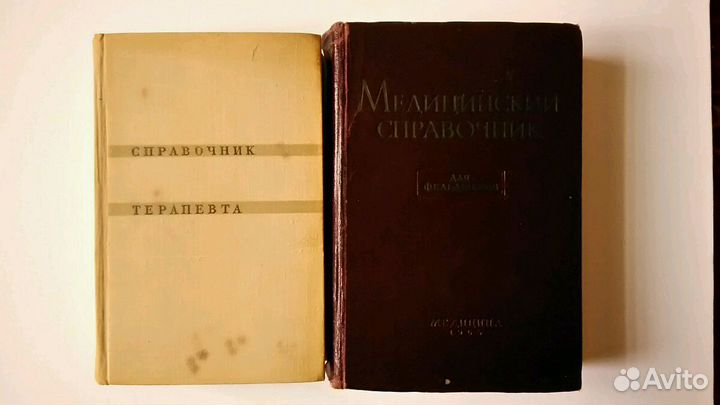 СПРАВОЧНИК
ТЕРАПЕВТА
МЕДИЦИНСКИЙ
СПРАВОЧНИК
ДЛЯ
ФЕЛЬДШЕРОВ
МЕДИЦИНА
Avito